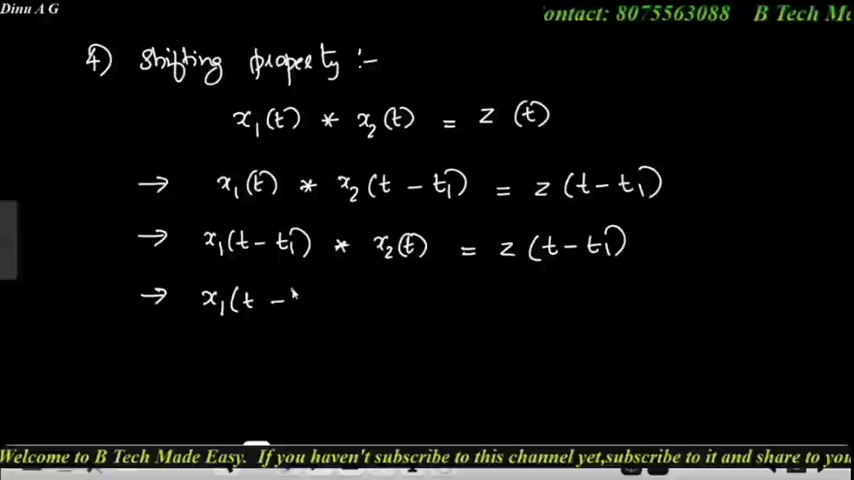 Dinu A G
ontact: 8075563088 B Tech Ma
4) Shifting property :-
x₁(t) * x₂(t) = z (t)
→ x₁(t) * x₂(t - t₁) = z (t - t₁)
→ x₁(t - t₁) * x₂(t) = z (t - t₁)
→ x₁(t -
Welcome to B Tech Made Easy. If you haven't subscribe to this channel yet,subscribe to it and share to you